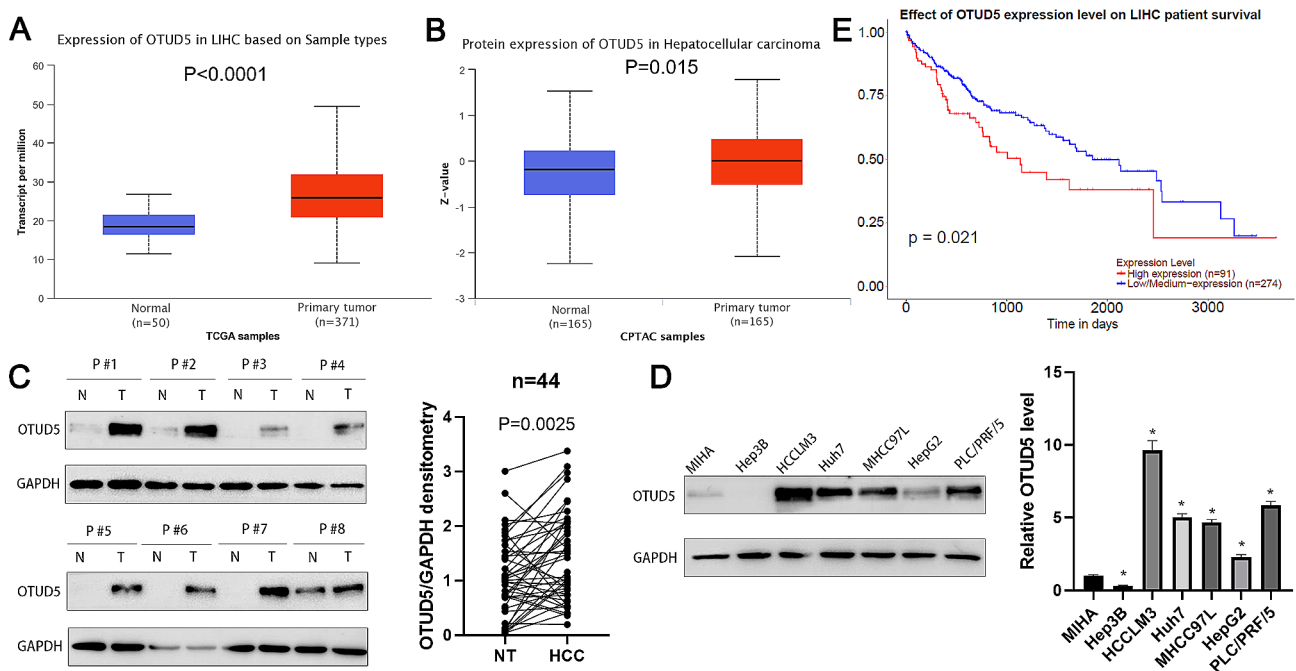 A
Expression of OTUD5 in LIHC based on Sample types
P<0.0001
Transcript per million
60
50
40
30
20
10
0
Normal
(n=50)
Primary tumor
(n=371)
TCGA samples
B
Protein expression of OTUD5 in Hepatocellular carcinoma
P=0.015
Z-value
2
1
0
-1
-2
-3
Normal
(n=165)
Primary tumor
(n=165)
CPTAC samples
E
Effect of OTUD5 expression level on LIHC patient survival
1.00
0.75
0.50
0.25
0.00
p = 0.021
Expression Level
High expression (n=91)
Low/Medium-expression (n=274)
0 1000 2000 3000
Time in days
C
P #1 P #2 P #3 P #4
N T N T N T N T
OTUD5
GAPDH
P #5 P #6 P #7 P #8
N T N T N T N T
OTUD5
GAPDH
n=44
P=0.0025
OTUD5/GAPDH densitometry
4
3
2
1
0
NT HCC
D
MIHA Hep3B HCCLM3 Huh7 MHCC97L HepG2 PLC/PRF/5
OTUD5
GAPDH
Relative OTUD5 level
15
10
5
0
* * * * * *
MIHA Hep3B HCCLM3 Huh7 MHCC97L HepG2 PLC/PRF/5